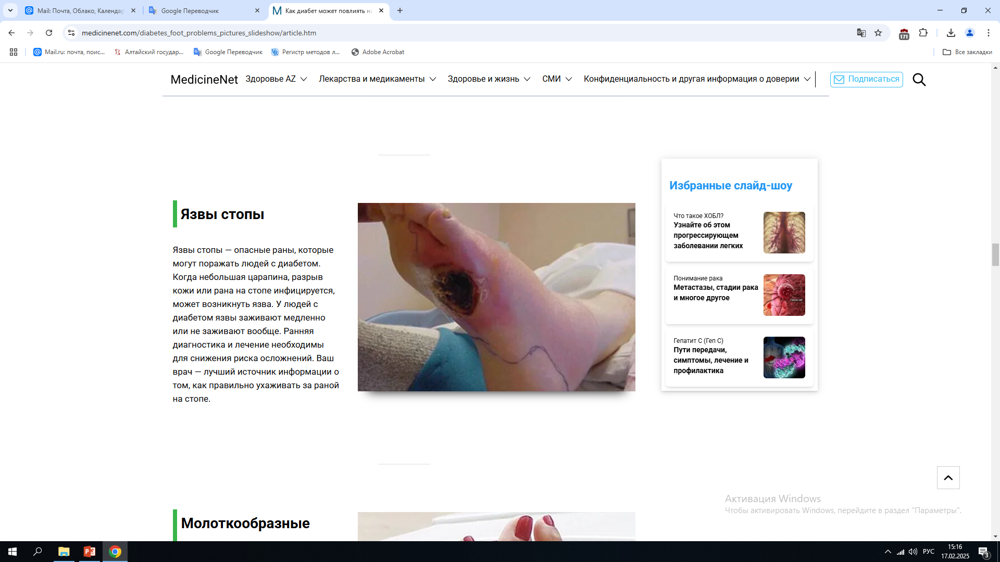 Mail: Почта, Облако, Календар
Google Переводчик
Как диабет может повлиять на
medicinenet.com/diabetes_foot_problems_pictures_slideshow/article.htm
171
Mail.ru: почта, поис...
Алтайский государ...
Google Переводчик
Регистр методов л...
Adobe Acrobat
Все закладки
MedicineNet
Здоровье AZ
Лекарства и медикаменты
Здоровье и жизнь
СМИ
Конфиденциальность и другая информация о доверии
Подписаться
Язвы стопы
Язвы стопы — опасные раны, которые
могут поражать людей с диабетом.
Когда небольшая царапина, разрыв
кожи или рана на стопе инфицируется,
может возникнуть язва. У людей с
диабетом язвы заживают медленно
или не заживают вообще. Ранняя
диагностика и лечение необходимы
для снижения риска осложнений. Ваш
врач — лучший источник информации о
том, как правильно ухаживать за раной
на стопе.
Избранные слайд-шоу
Что такое ХОБЛ?
Узнайте об этом
прогрессирующем
заболевании легких
Понимание рака
Метастазы, стадии рака
и многое другое
Cancer cell
Гепатит С (Геп С)
Пути передачи,
симптомы, лечение и
профилактика
Молоткообразные
Активация Windows
Чтобы активировать Windows, перейдите в раздел "Параметры".
РУС
15:16
17.02.2025
3